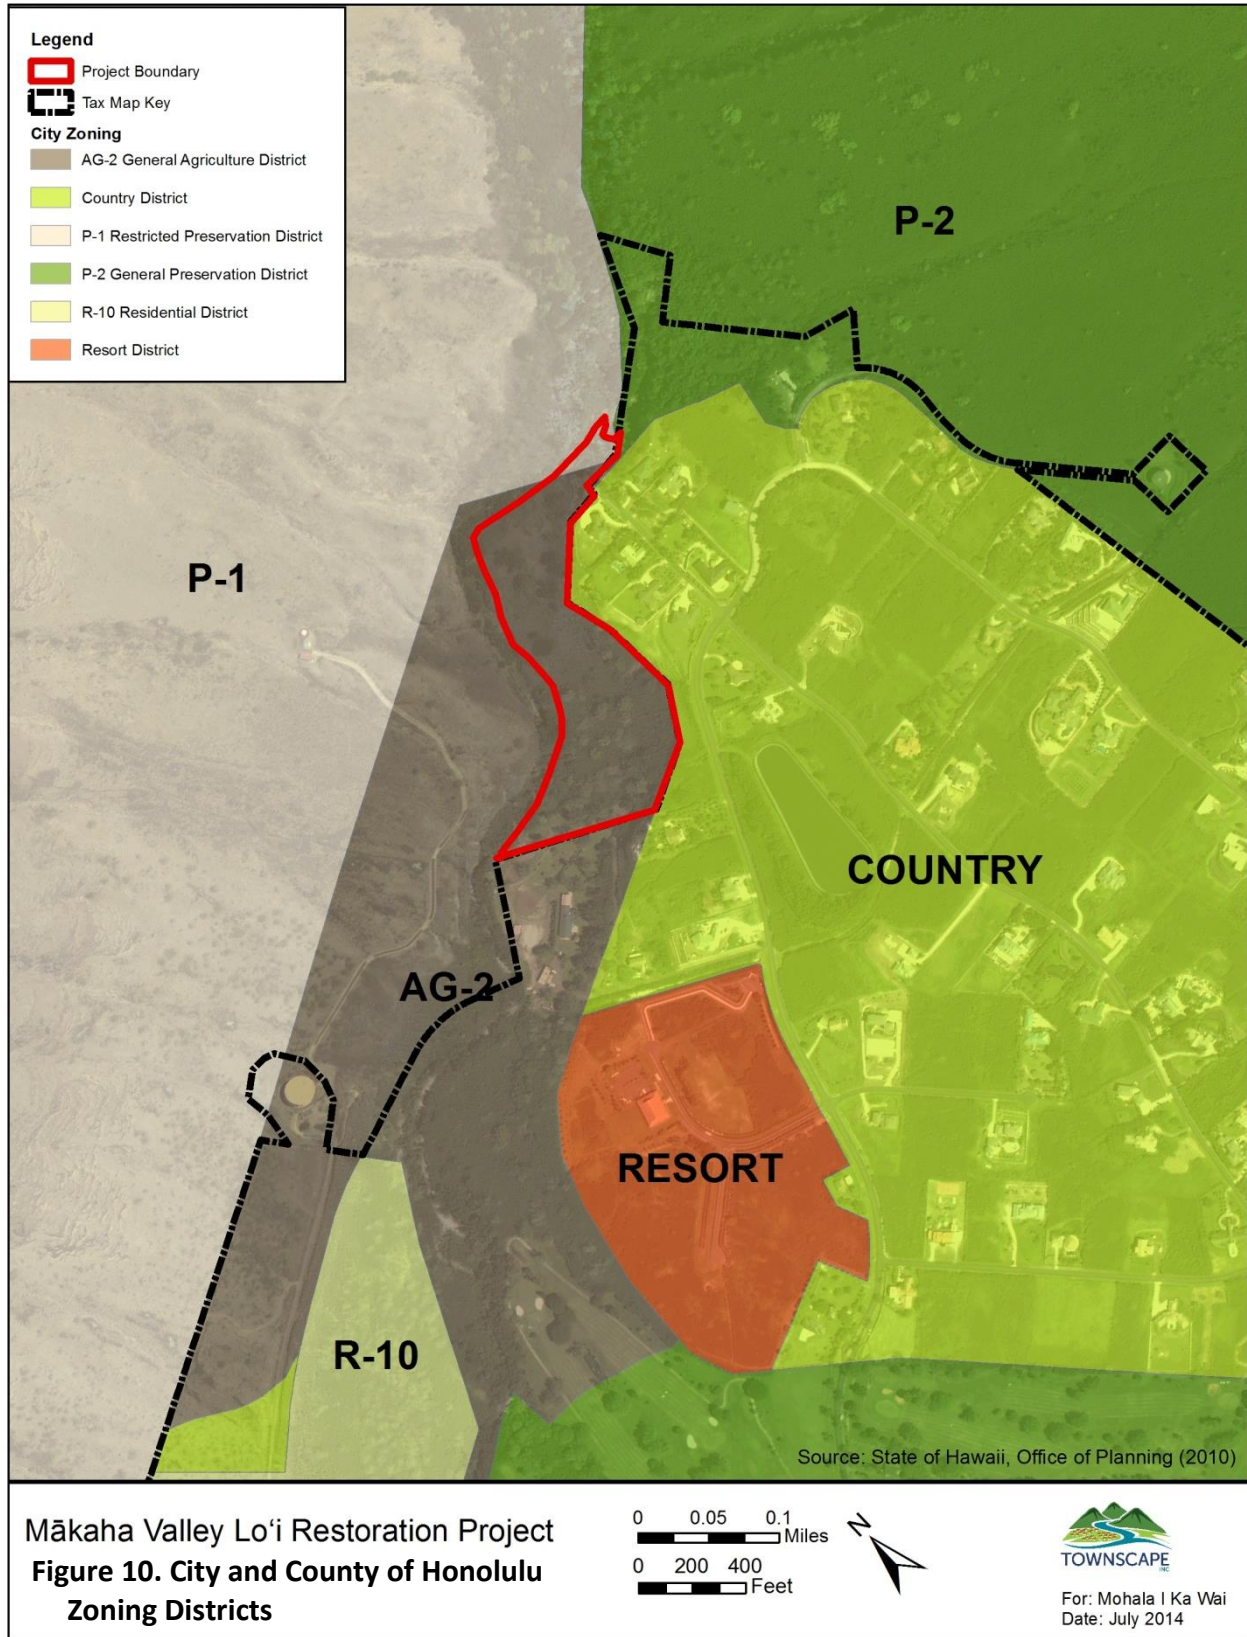 Legend
Project Boundary
Tax Map Key
City Zoning
AG-2 General Agriculture District
Country District
P-1 Restricted Preservation District
P-2 General Preservation District
R-10 Residential District
Resort District
P-2
P-1
COUNTRY
AG-2
RESORT
R-10
Source: State of Hawaii, Office of Planning (2010)
Mākaha Valley Loʻi Restoration Project
Figure 10. City and County of Honolulu
Zoning Districts
0 0.05 0.1
Miles
0 200 400
Feet
N
TOWNSCAPE
INC
For: Mohala I Ka Wai
Date: July 2014